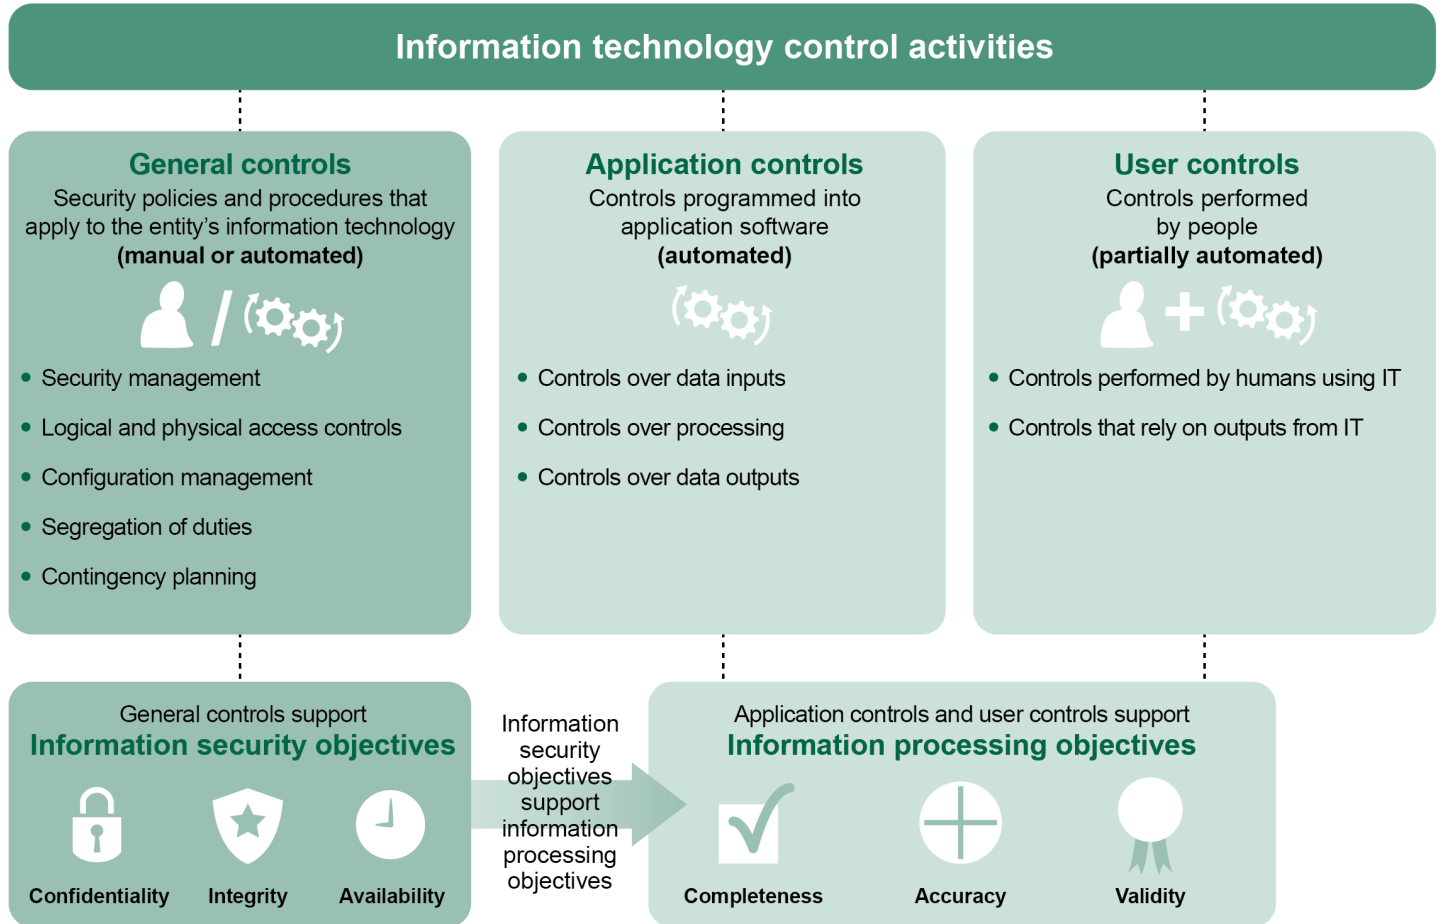 Information technology control activities
General controls
Security policies and procedures that
apply to the entity’s information technology
(manual or automated)
• Security management
• Logical and physical access controls
• Configuration management
• Segregation of duties
• Contingency planning
Application controls
Controls programmed into
application software
(automated)
• Controls over data inputs
• Controls over processing
• Controls over data outputs
User controls
Controls performed
by people
(partially automated)
• Controls performed by humans using IT
• Controls that rely on outputs from IT
General controls support
Information security objectives
Confidentiality
Integrity
Availability
Information
security
objectives
support
information
processing
objectives
Application controls and user controls support
Information processing objectives
Completeness
Accuracy
Validity